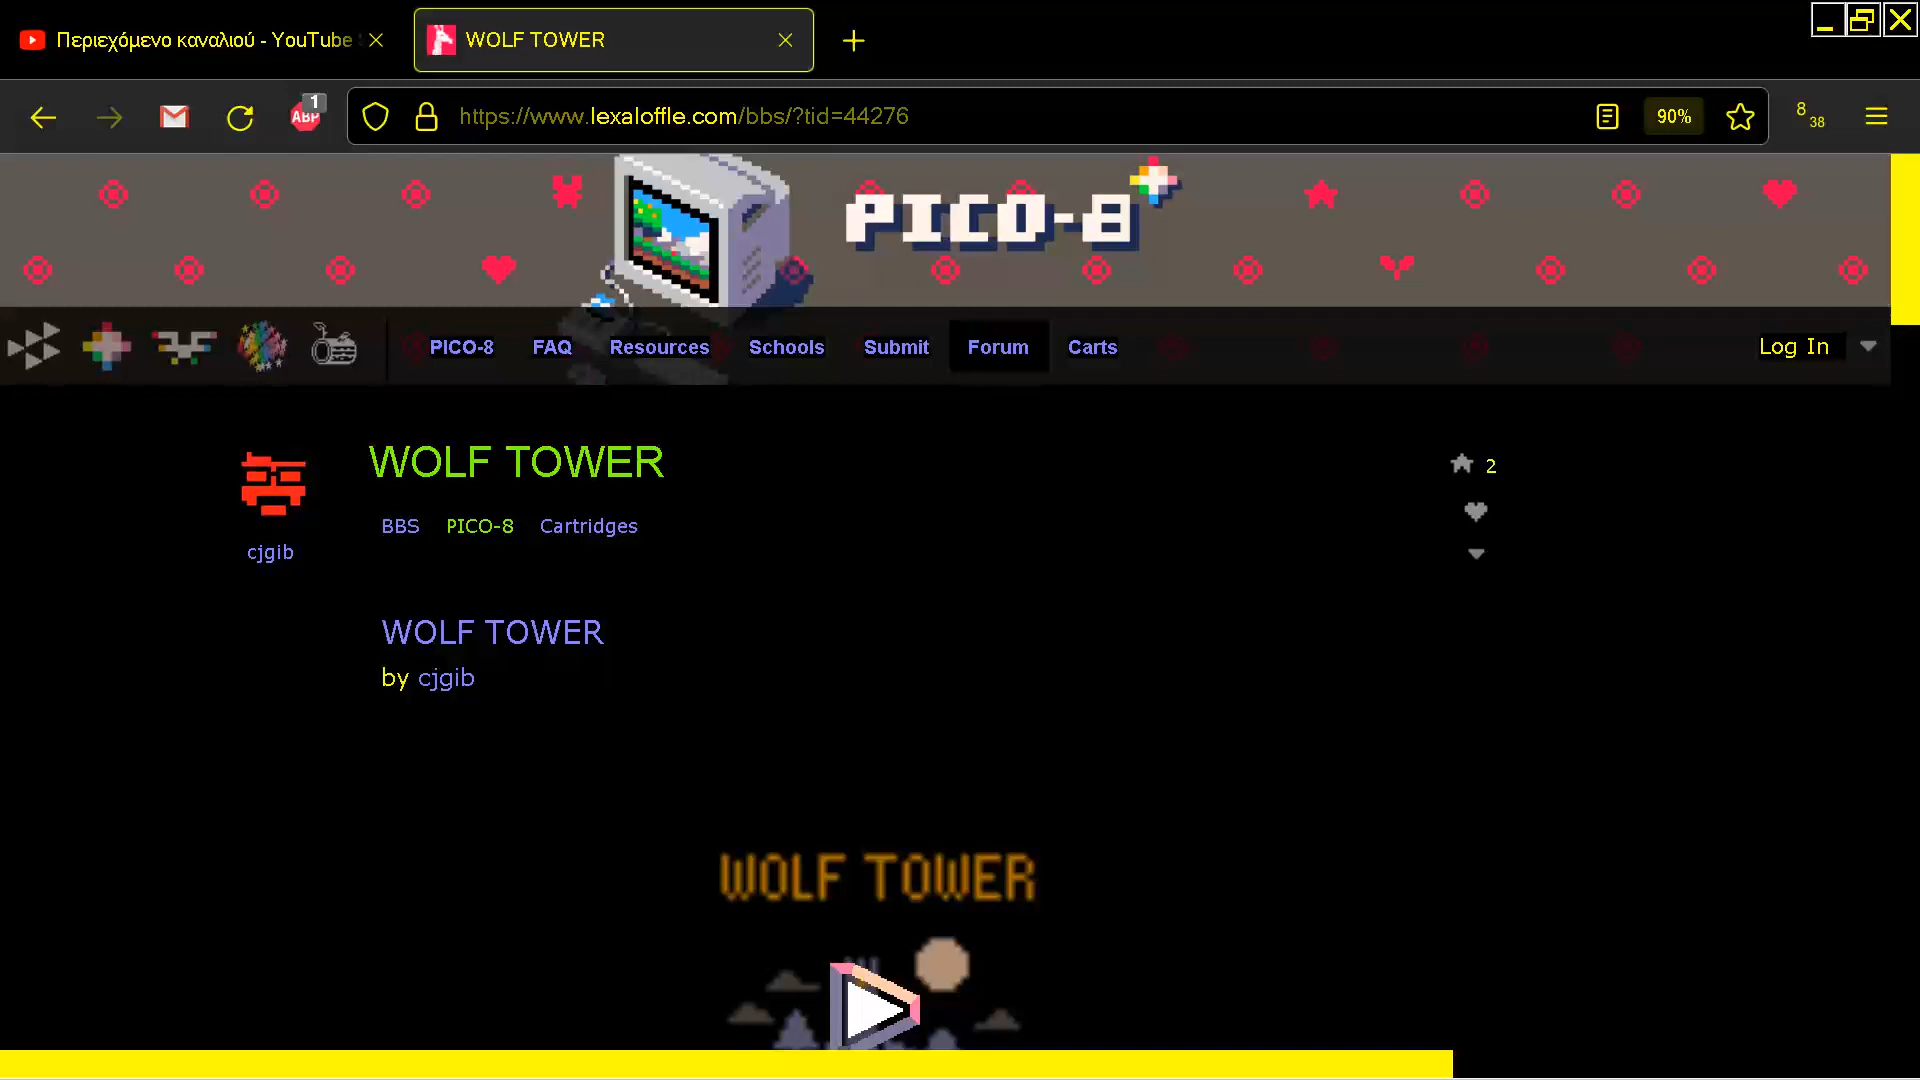 Περιεχόμενο καναλιού - YouTube
WOLF TOWER
1
ABP
https://www.lexaloffle.com/bbs/?tid=44276
90%
8
38
PICO-8
PICO-8
FAQ
Resources
Schools
Submit
Forum
Carts
Log In
WOLF TOWER
2
BBS
PICO-8
Cartridges
cjgib
WOLF TOWER
by cjgib
WOLF TOWER